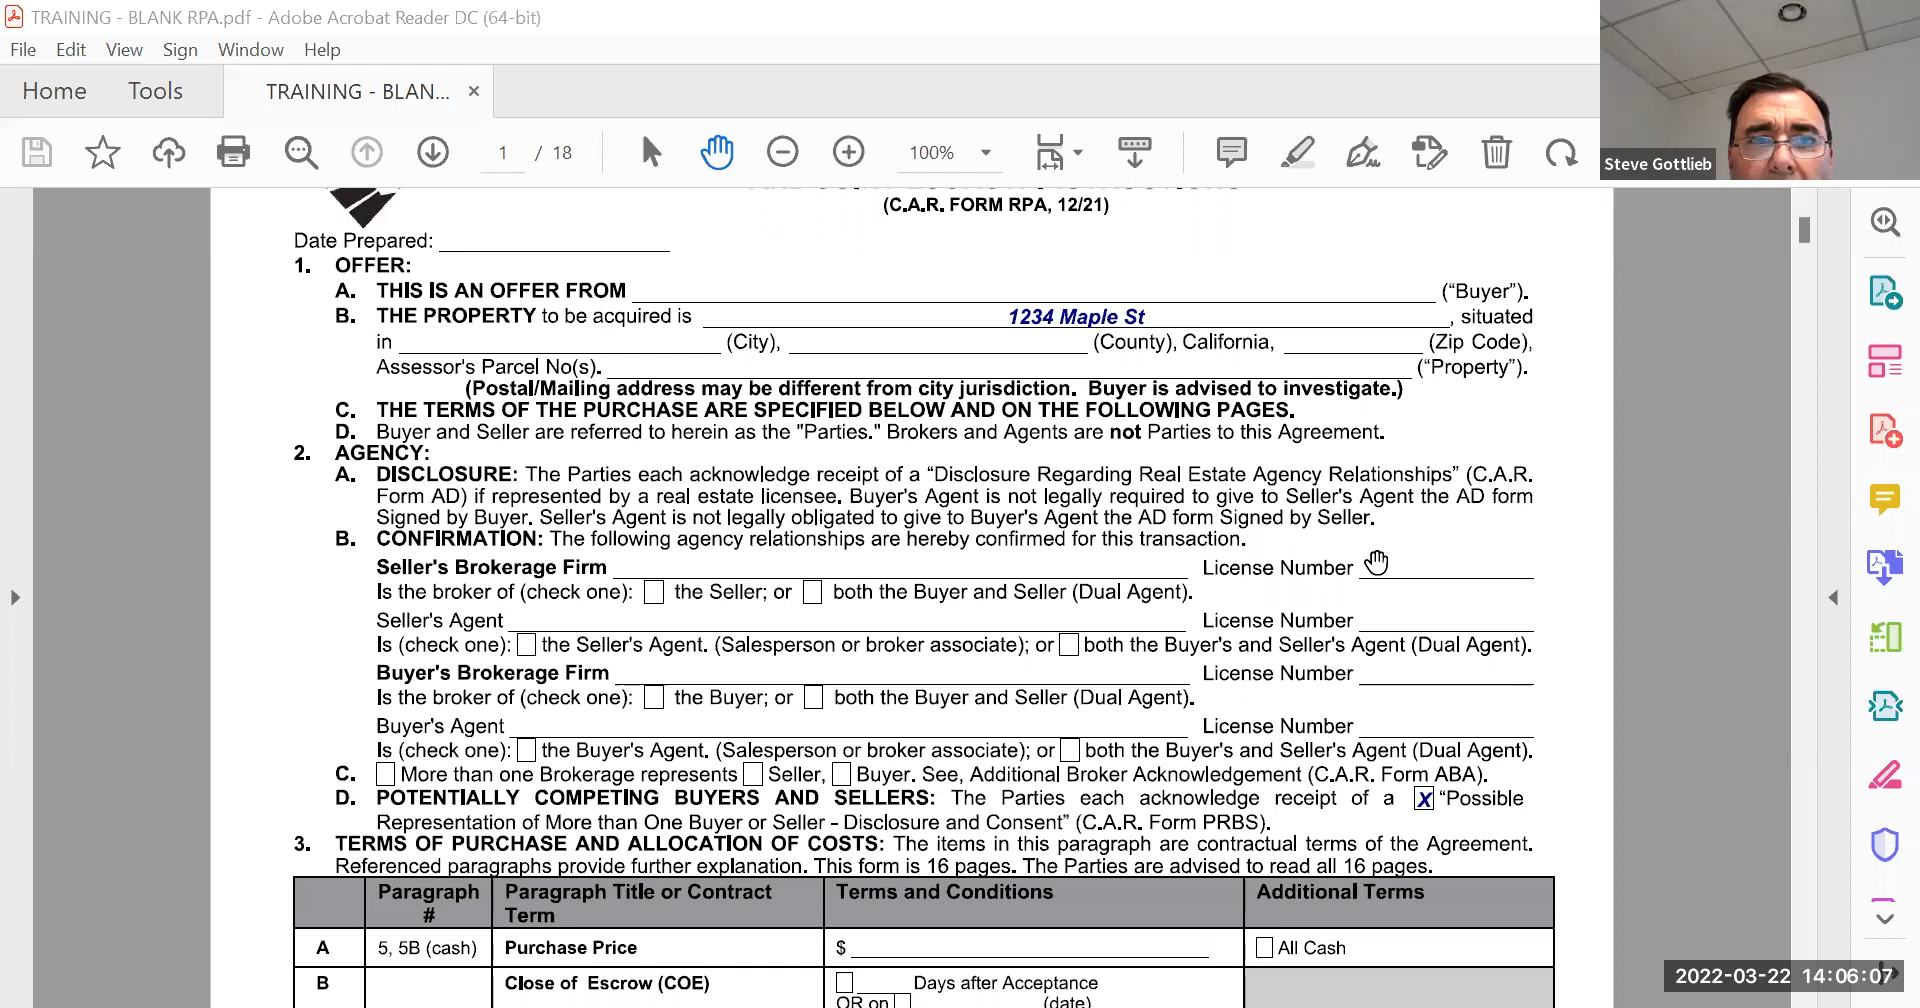 TRAINING - BLANK RPA.pdf - Adobe Acrobat Reader DC (64-bit)
File Edit View Sign Window Help
Home Tools TRAINING - BLAN... ×
1 / 18 100%
Steve Gottlieb
(C.A.R. FORM RPA, 12/21)
Date Prepared:
1. OFFER:
A. THIS IS AN OFFER FROM (“Buyer”).
B. THE PROPERTY to be acquired is 1234 Maple St , situated
in (City), (County), California, (Zip Code),
Assessor's Parcel No(s). (“Property”).
(Postal/Mailing address may be different from city jurisdiction. Buyer is advised to investigate.)
C. THE TERMS OF THE PURCHASE ARE SPECIFIED BELOW AND ON THE FOLLOWING PAGES.
D. Buyer and Seller are referred to herein as the "Parties." Brokers and Agents are not Parties to this Agreement.
2. AGENCY:
A. DISCLOSURE: The Parties each acknowledge receipt of a “Disclosure Regarding Real Estate Agency Relationships” (C.A.R.
Form AD) if represented by a real estate licensee. Buyer's Agent is not legally required to give to Seller's Agent the AD form
Signed by Buyer. Seller's Agent is not legally obligated to give to Buyer's Agent the AD form Signed by Seller.
B. CONFIRMATION: The following agency relationships are hereby confirmed for this transaction.
Seller's Brokerage Firm License Number
Is the broker of (check one): the Seller; or both the Buyer and Seller (Dual Agent).
Seller's Agent License Number
Is (check one): the Seller's Agent. (Salesperson or broker associate); or both the Buyer's and Seller's Agent (Dual Agent).
Buyer's Brokerage Firm License Number
Is the broker of (check one): the Buyer; or both the Buyer and Seller (Dual Agent).
Buyer's Agent License Number
Is (check one): the Buyer's Agent. (Salesperson or broker associate); or both the Buyer's and Seller's Agent (Dual Agent).
C. More than one Brokerage represents Seller, Buyer. See, Additional Broker Acknowledgement (C.A.R. Form ABA).
D. POTENTIALLY COMPETING BUYERS AND SELLERS: The Parties each acknowledge receipt of a X “Possible
Representation of More than One Buyer or Seller - Disclosure and Consent” (C.A.R. Form PRBS).
3. TERMS OF PURCHASE AND ALLOCATION OF COSTS: The items in this paragraph are contractual terms of the Agreement.
Referenced paragraphs provide further explanation. This form is 16 pages. The Parties are advised to read all 16 pages.
Paragraph # Paragraph Title or Contract Term Terms and Conditions Additional Terms
A 5, 5B (cash) Purchase Price $ All Cash
B Close of Escrow (COE) Days after Acceptance
OR on (date)
2022-03-22 14:06:07